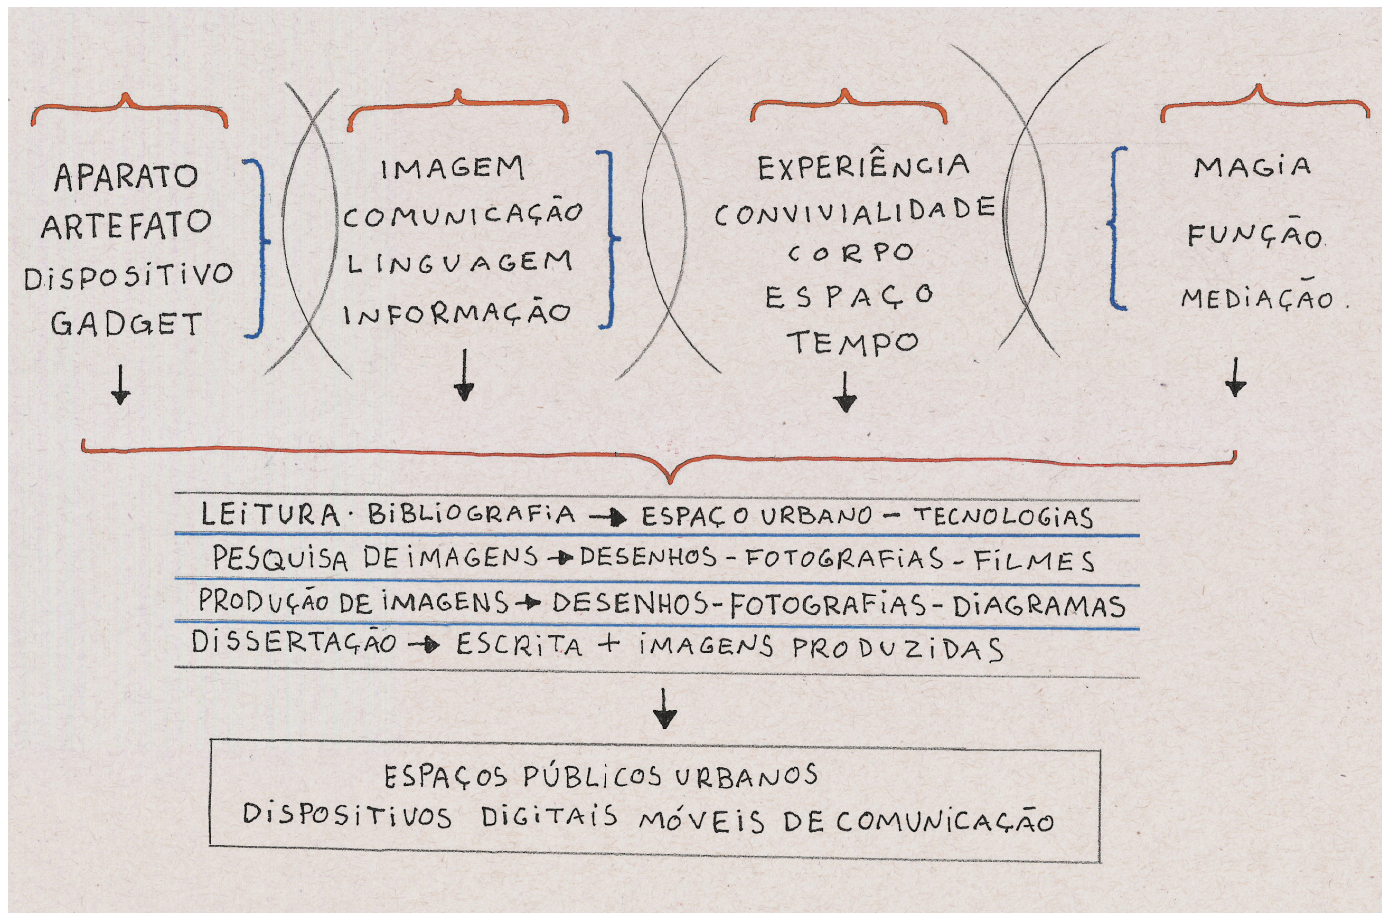 APARATO
ARTEFATO
DISPOSITIVO
GADGET
IMAGEM
COMUNICAÇÃO
LINGUAGEM
INFORMAÇÃO
EXPERIÊNCIA
CONVIVIALIDADE
CORPO
ESPAÇO
TEMPO
MAGIA
FUNÇÃO.
MEDIAÇÃO.
LEITURA · BIBLIOGRAFIA → ESPAÇO URBANO - TECNOLOGIAS
PESQUISA DE IMAGENS → DESENHOS - FOTOGRAFIAS - FILMES
PRODUÇÃO DE IMAGENS → DESENHOS - FOTOGRAFIAS - DIAGRAMAS
DISSERTAÇÃO → ESCRITA + IMAGENS PRODUZIDAS
ESPAÇOS PÚBLICOS URBANOS
DISPOSITIVOS DIGITAIS MÓVEIS DE COMUNICAÇÃO